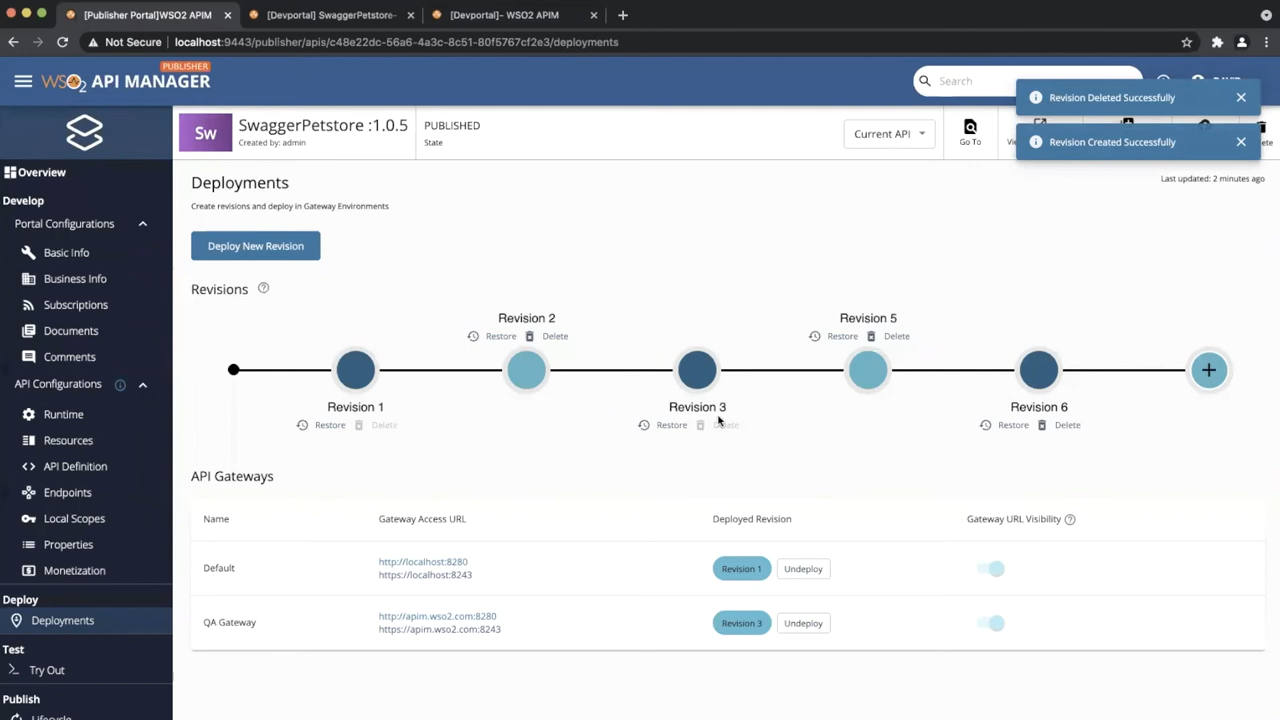 [Publisher Portal]WSO2 APIM
[Devportal] SwaggerPetstore-
[Devportal]- WSO2 APIM
Not Secure
localhost:9443/publisher/apis/c48e22dc-56a6-4a3c-8c51-80f5767cf2e3/deployments
PUBLISHER
WSO2 API MANAGER
Search
Revision Deleted Successfully
Revision Created Successfully
Sw
SwaggerPetstore :1.0.5
Created by: admin
PUBLISHED
State
Current API
Go To
Overview
Develop
Portal Configurations
Basic Info
Business Info
Subscriptions
Documents
Comments
API Configurations
Runtime
Resources
API Definition
Endpoints
Local Scopes
Properties
Monetization
Deploy
Deployments
Test
Try Out
Publish
Lifecycle
Deployments
Last updated: 2 minutes ago
Create revisions and deploy in Gateway Environments
Deploy New Revision
Revisions
Revision 2
Restore Delete
Revision 5
Restore Delete
Revision 1
Restore Delete
Revision 3
Restore Delete
Revision 6
Restore Delete
API Gateways
Name Gateway Access URL Deployed Revision Gateway URL Visibility
Default
http://localhost:8280
https://localhost:8243
Revision 1 Undeploy
QA Gateway
http://apim.wso2.com:8280
https://apim.wso2.com:8243
Revision 3 Undeploy